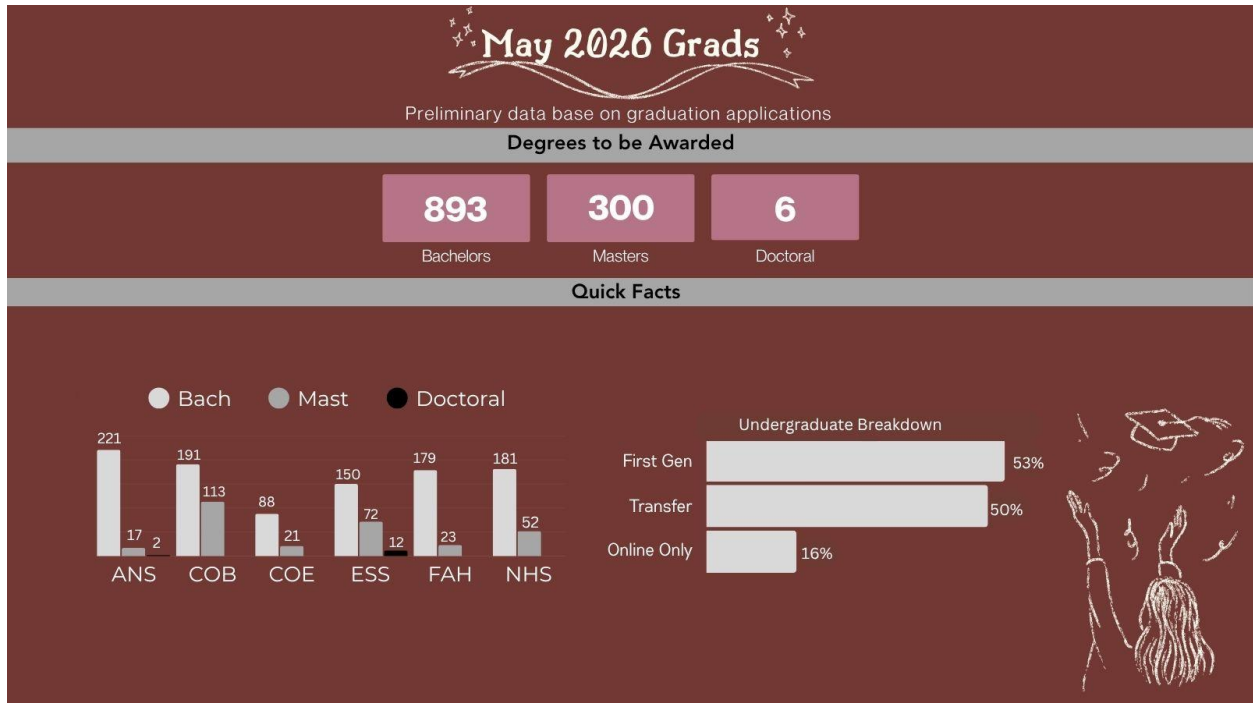 May 2026 Grads
Preliminary data base on graduation applications
Degrees to be Awarded
893 300 6
Bachelors Masters Doctoral
Quick Facts
Bach Mast Doctoral
221 17 2
191 113
88 21
150 72 12
179 23
181 52
ANS COB COE ESS FAH NHS
Undergraduate Breakdown
First Gen 53%
Transfer 50%
Online Only 16%